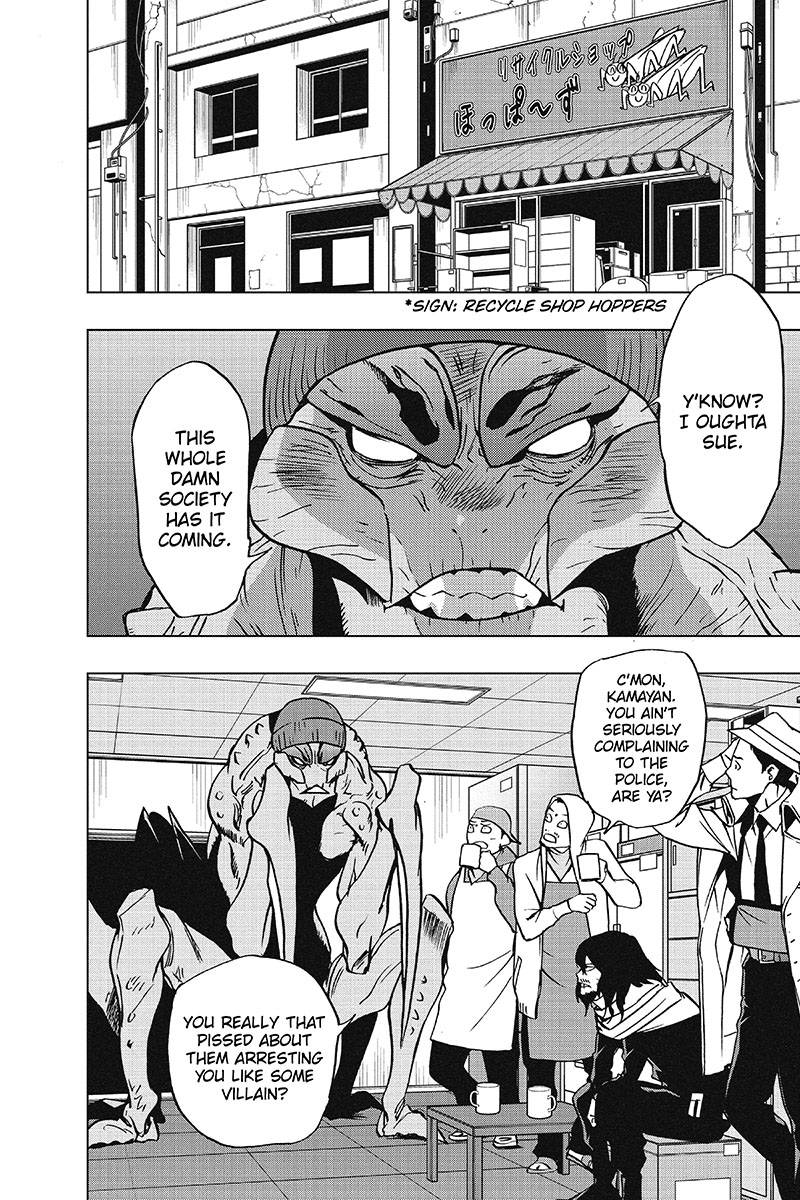 リサイクルショップ
ほっぱ〜ず
*SIGN: RECYCLE SHOP HOPPERS
Y'KNOW?
I OUGHTA
SUE.
THIS
WHOLE
DAMN
SOCIETY
HAS IT
COMING.
C'MON,
KAMAYAN.
YOU AIN'T
SERIOUSLY
COMPLAINING
TO THE
POLICE,
ARE YA?
YOU REALLY THAT
PISSED ABOUT
THEM ARRESTING
YOU LIKE SOME
VILLAIN?